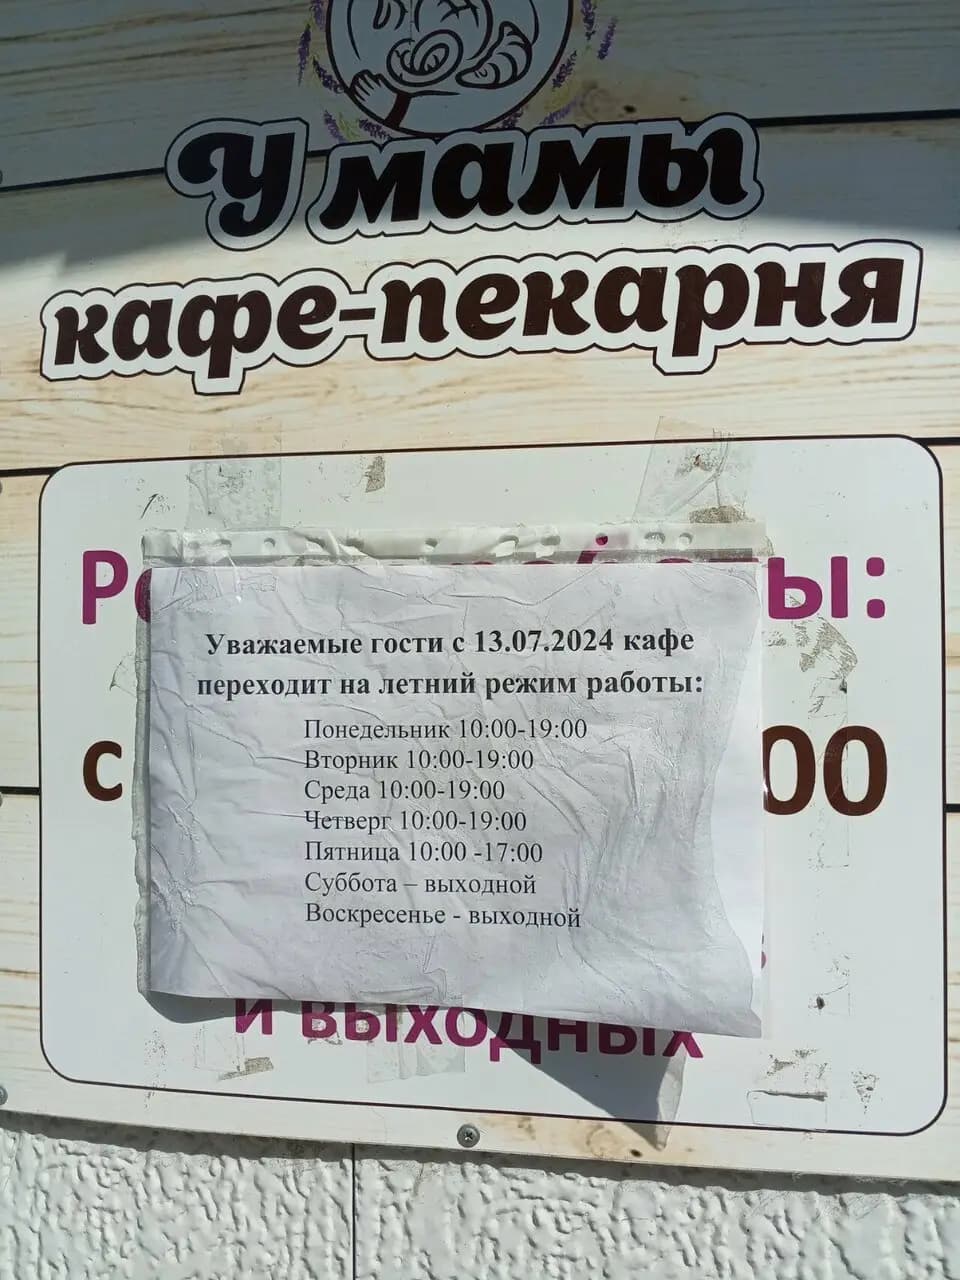 У мамы
кафе-пекарня
ы:
Уважаемые гости с 13.07.2024 кафе
переходит на летний режим работы:
Понедельник 10:00-19:00
Вторник 10:00-19:00
Среда 10:00-19:00
Четверг 10:00-19:00
Пятница 10:00 -17:00
Суббота – выходной
Воскресенье - выходной
с 00
и выходных